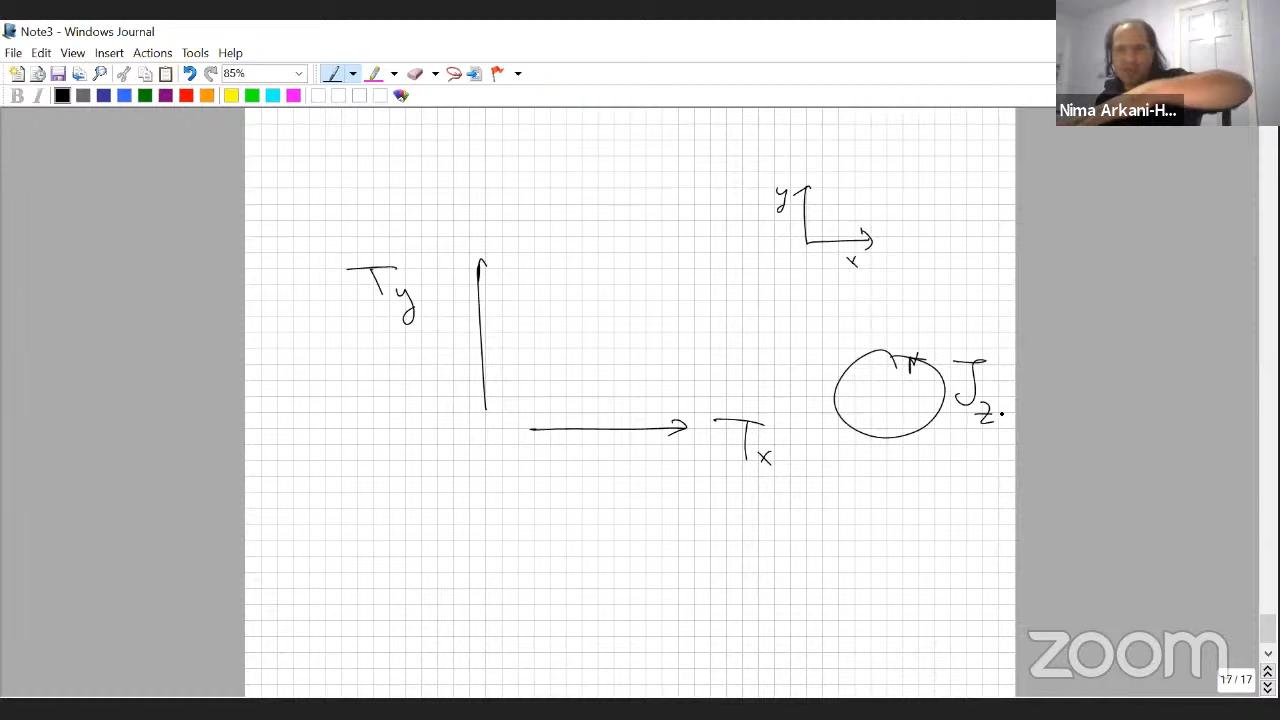 Note3 - Windows Journal
File Edit View Insert Actions Tools Help
85%
B I
Nima Arkani-H...
y
x
Ty
Tx
Jz
zoom
17 / 17